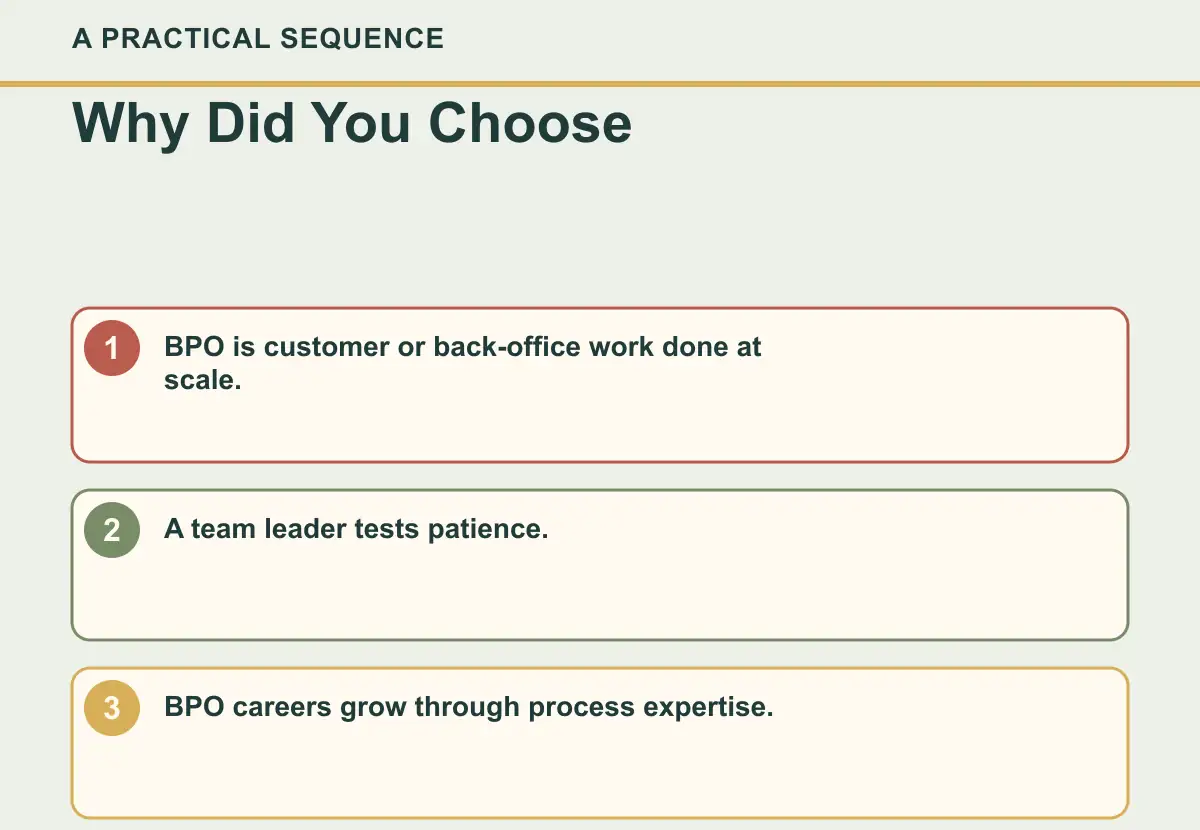 A PRACTICAL SEQUENCE
Why Did You Choose
1
BPO is customer or back-office work done at
scale.
2
A team leader tests patience.
3
BPO careers grow through process expertise.